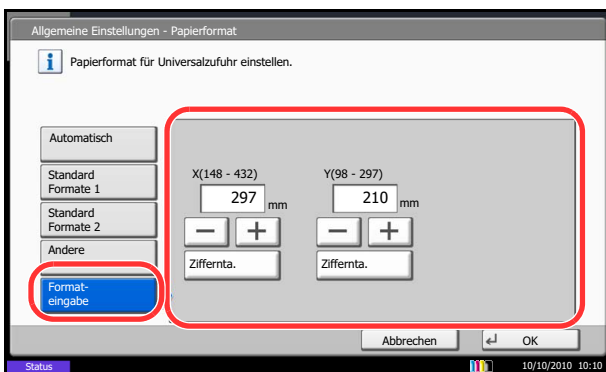 Allgemeine Einstellungen - Papierformat
Papierformat für Universalzufuhr einstellen.
Automatisch
Standard
Formate 1
Standard
Formate 2
Andere
Format-
eingabe
X(148 - 432)
297 mm
Ziffernta.
Y(98 - 297)
210 mm
Ziffernta.
Abbrechen
OK
Status
10/10/2010 10:10